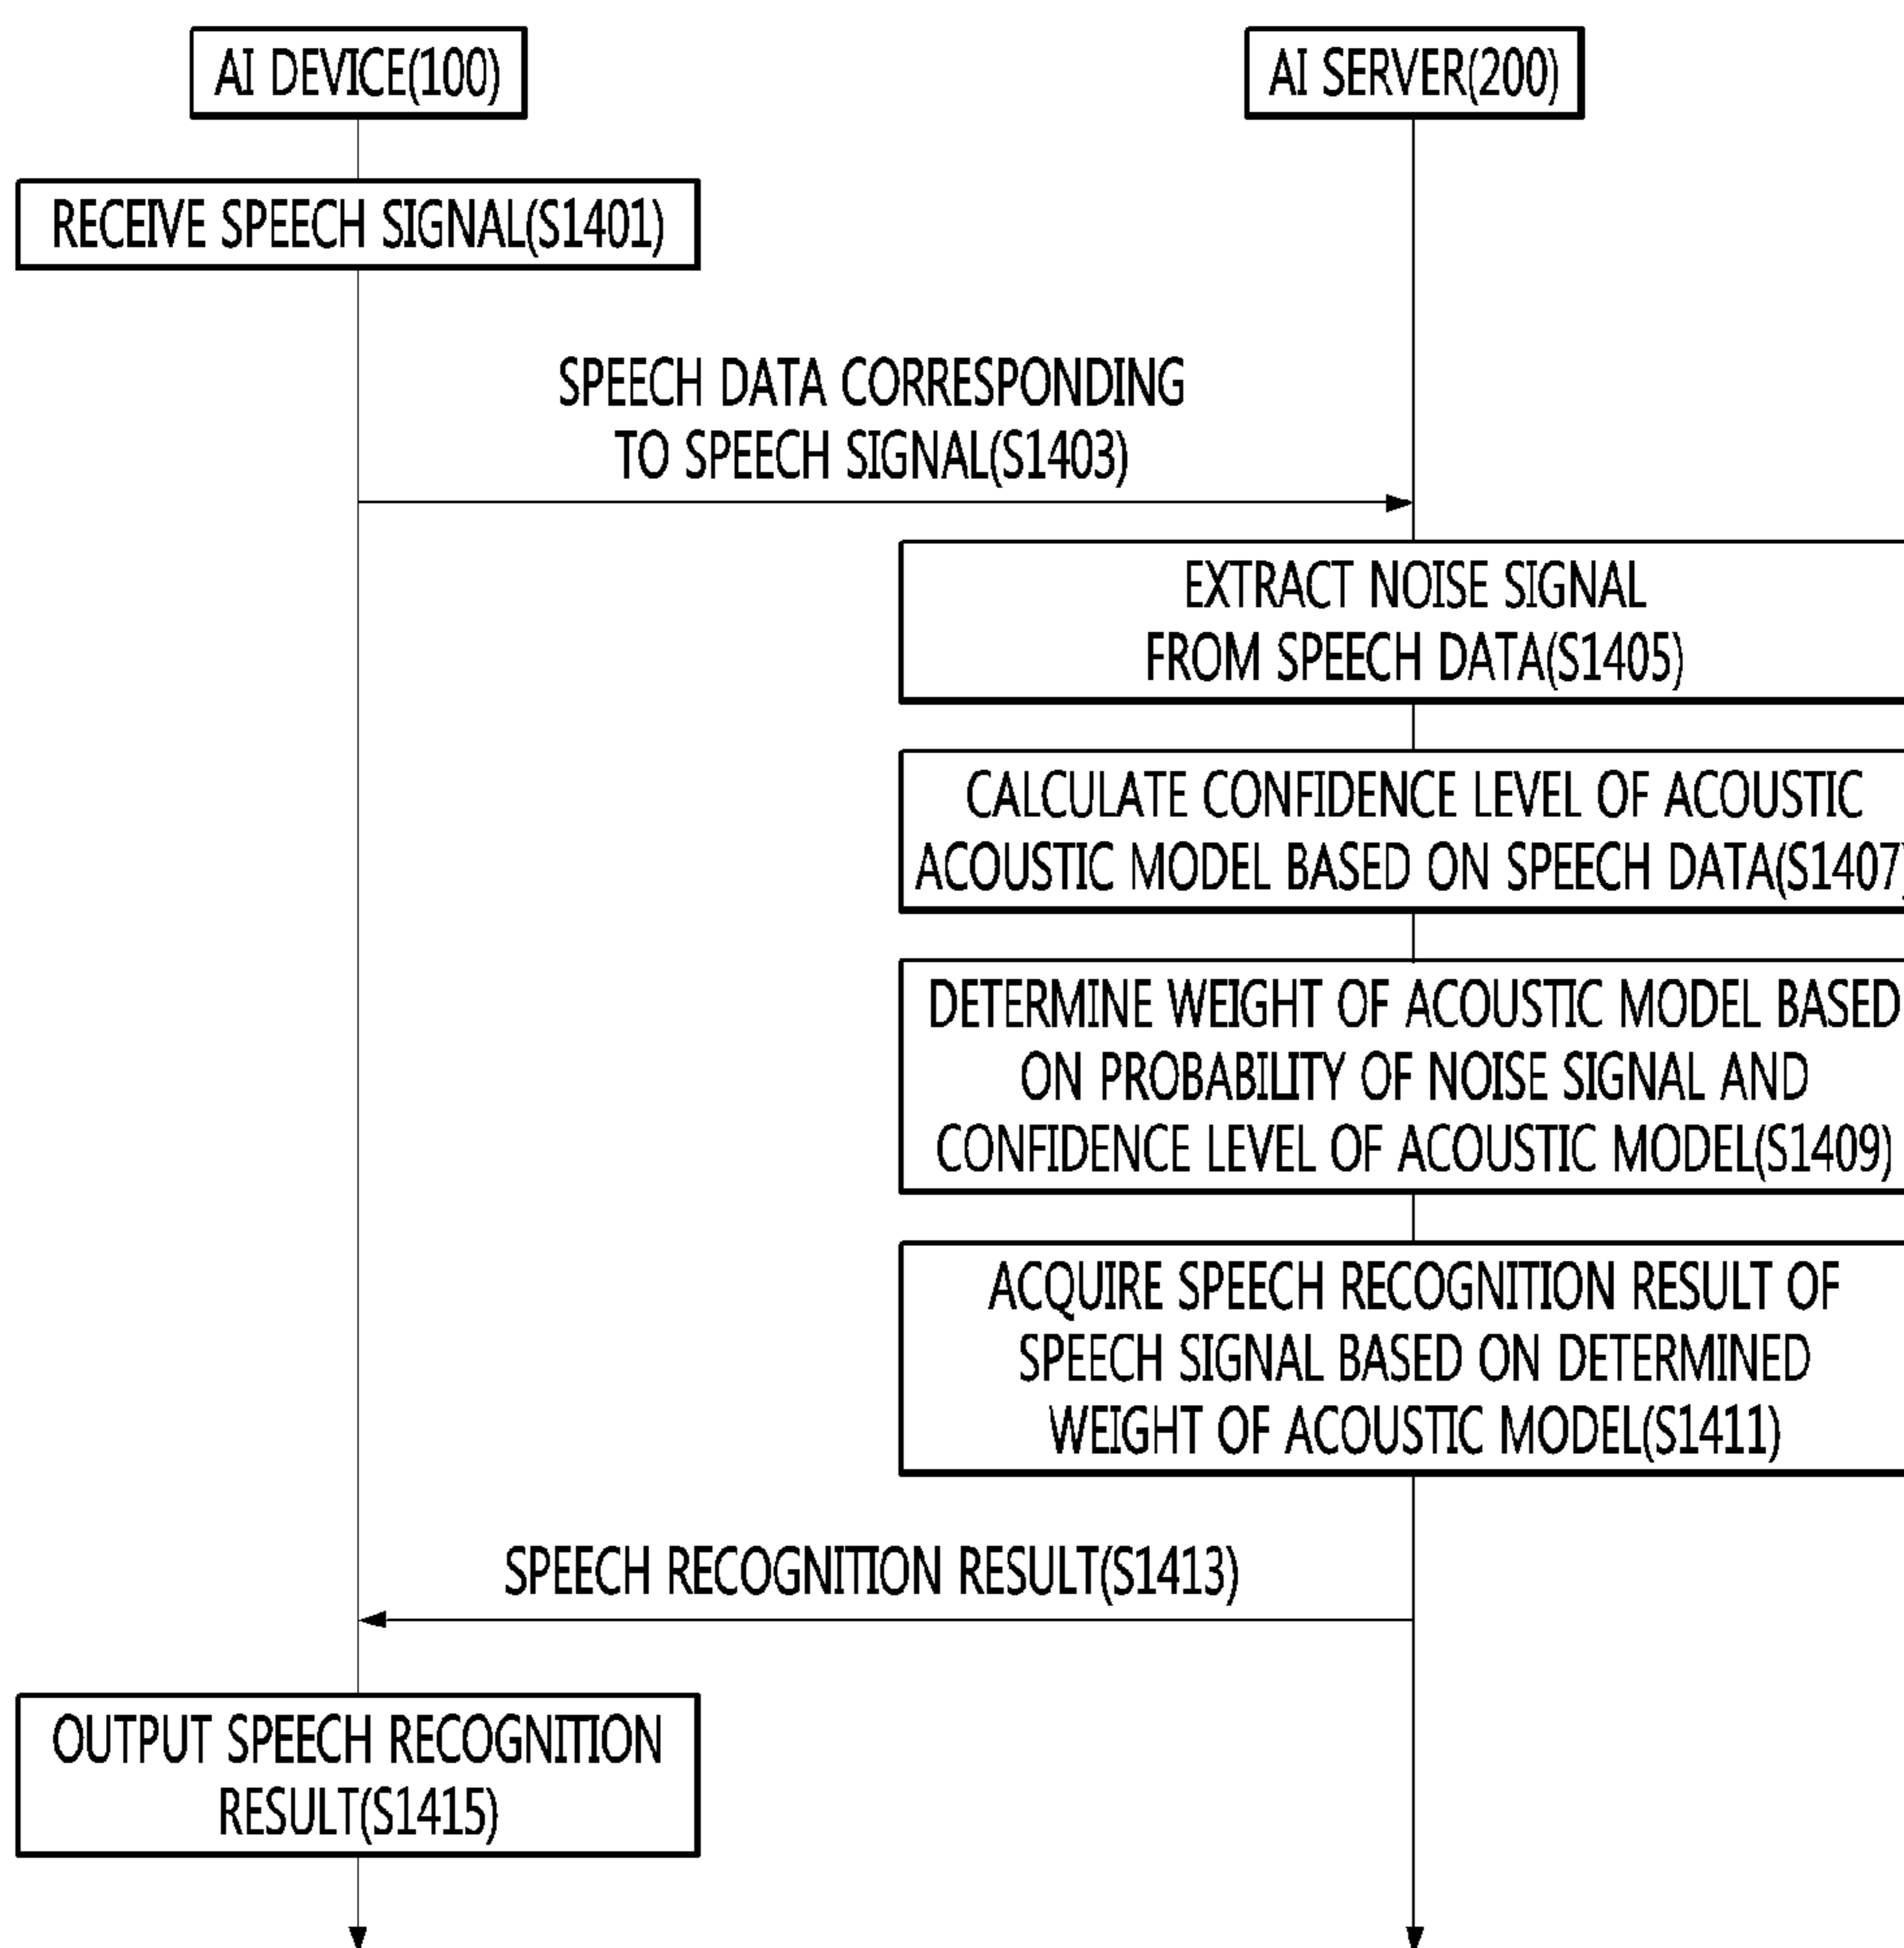 AI DEVICE(100)
AI SERVER(200)
RECEIVE SPEECH SIGNAL(S1401)
SPEECH DATA CORRESPONDING
TO SPEECH SIGNAL(S1403)
EXTRACT NOISE SIGNAL
FROM SPEECH DATA(S1405)
CALCULATE CONFIDENCE LEVEL OF ACOUSTIC
ACOUSTIC MODEL BASED ON SPEECH DATA(S1407)
DETERMINE WEIGHT OF ACOUSTIC MODEL BASED
ON PROBABILITY OF NOISE SIGNAL AND
CONFIDENCE LEVEL OF ACOUSTIC MODEL(S1409)
ACQUIRE SPEECH RECOGNITION RESULT OF
SPEECH SIGNAL BASED ON DETERMINED
WEIGHT OF ACOUSTIC MODEL(S1411)
SPEECH RECOGNITION RESULT(S1413)
OUTPUT SPEECH RECOGNITION
RESULT(S1415)